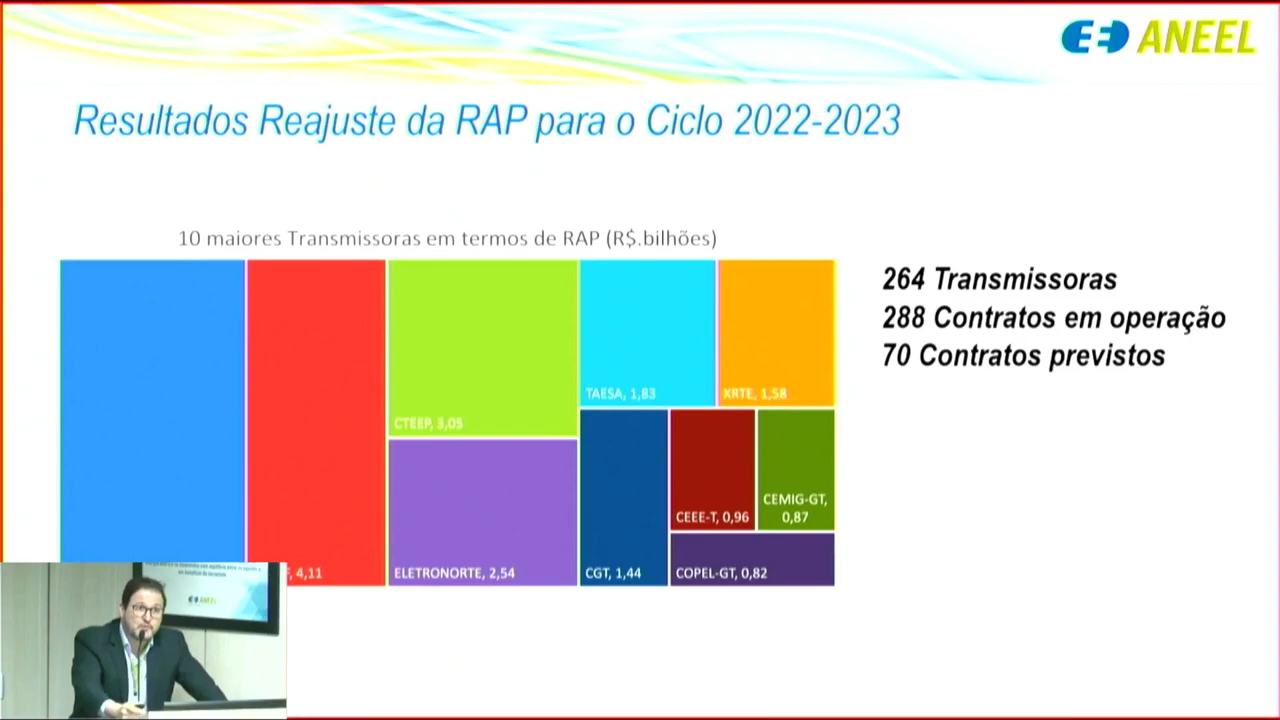 ANEEL
Resultados Reajuste da RAP para o Ciclo 2022-2023
10 maiores Transmissoras em termos de RAP (R$.bilhões)
264 Transmissoras
288 Contratos em operação
70 Contratos previstos
TAESA, 1,83
XRTE, 1,58
CTEEP, 3,05
CEMIG-GT,
0,87
CEEE-T, 0,96
4,11
ELETRONORTE, 2,54
CGT, 1,44
COPEL-GT, 0,82
ANEEL